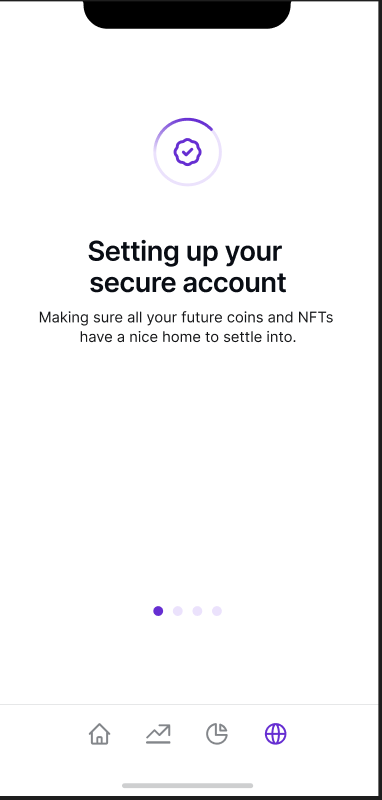 Setting up your
secure account
Making sure all your future coins and NFTs
have a nice home to settle into.